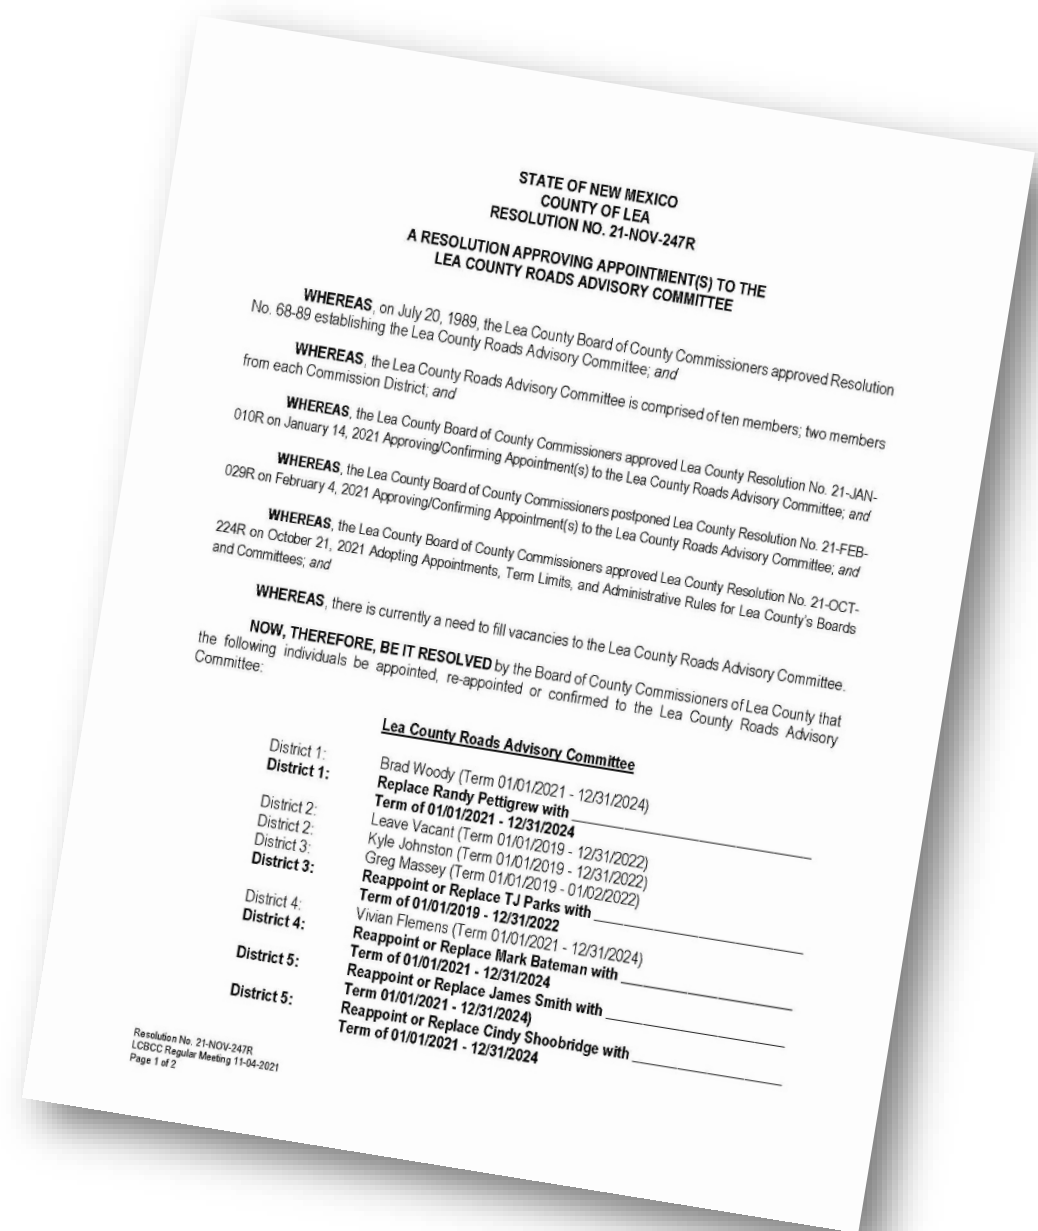 STATE OF NEW MEXICO
COUNTY OF LEA
RESOLUTION NO. 21-NOV-247R
A RESOLUTION APPROVING APPOINTMENT(S) TO THE
LEA COUNTY ROADS ADVISORY COMMITTEE
WHEREAS, on July 20, 1989, the Lea County Board of County Commissioners approved Resolution
No. 68-89 establishing the Lea County Roads Advisory Committee; and
WHEREAS, the Lea County Roads Advisory Committee is comprised of ten members; two members
from each Commission District; and
WHEREAS, the Lea County Board of County Commissioners approved Lea County Resolution No. 21-JAN-
010R on January 14, 2021 Approving/Confirming Appointment(s) to the Lea County Roads Advisory Committee; and
WHEREAS, the Lea County Board of County Commissioners postponed Lea County Resolution No. 21-FEB-
029R on February 4, 2021 Approving/Confirming Appointment(s) to the Lea County Roads Advisory Committee; and
WHEREAS, the Lea County Board of County Commissioners approved Lea County Resolution No. 21-OCT-
224R on October 21, 2021 Adopting Appointments, Term Limits, and Administrative Rules for Lea County's Boards
and Committees; and
WHEREAS, there is currently a need to fill vacancies to the Lea County Roads Advisory Committee.
NOW, THEREFORE, BE IT RESOLVED by the Board of County Commissioners of Lea County that
the following individuals be appointed, re-appointed or confirmed to the Lea County Roads Advisory
Committee:
Lea County Roads Advisory Committee
District 1: Brad Woody (Term 01/01/2021 - 12/31/2024)
District 1: Replace Randy Pettigrew with ____________________
Term of 01/01/2021 - 12/31/2024
District 2: Leave Vacant (Term 01/01/2019 - 12/31/2022)
District 2: Kyle Johnston (Term 01/01/2019 - 12/31/2022)
District 3: Greg Massey (Term 01/01/2019 - 01/02/2022)
District 3: Reappoint or Replace TJ Parks with ____________________
Term of 01/01/2019 - 12/31/2022
District 4: Vivian Flemens (Term 01/01/2021 - 12/31/2024)
District 4: Reappoint or Replace Mark Bateman with ____________________
Term of 01/01/2021 - 12/31/2024
District 5: Reappoint or Replace James Smith with ____________________
Term 01/01/2021 - 12/31/2024)
District 5: Reappoint or Replace Cindy Shoobridge with ____________________
Term of 01/01/2021 - 12/31/2024
Resolution No. 21-NOV-247R
LCBCC Regular Meeting 11-04-2021
Page 1 of 2